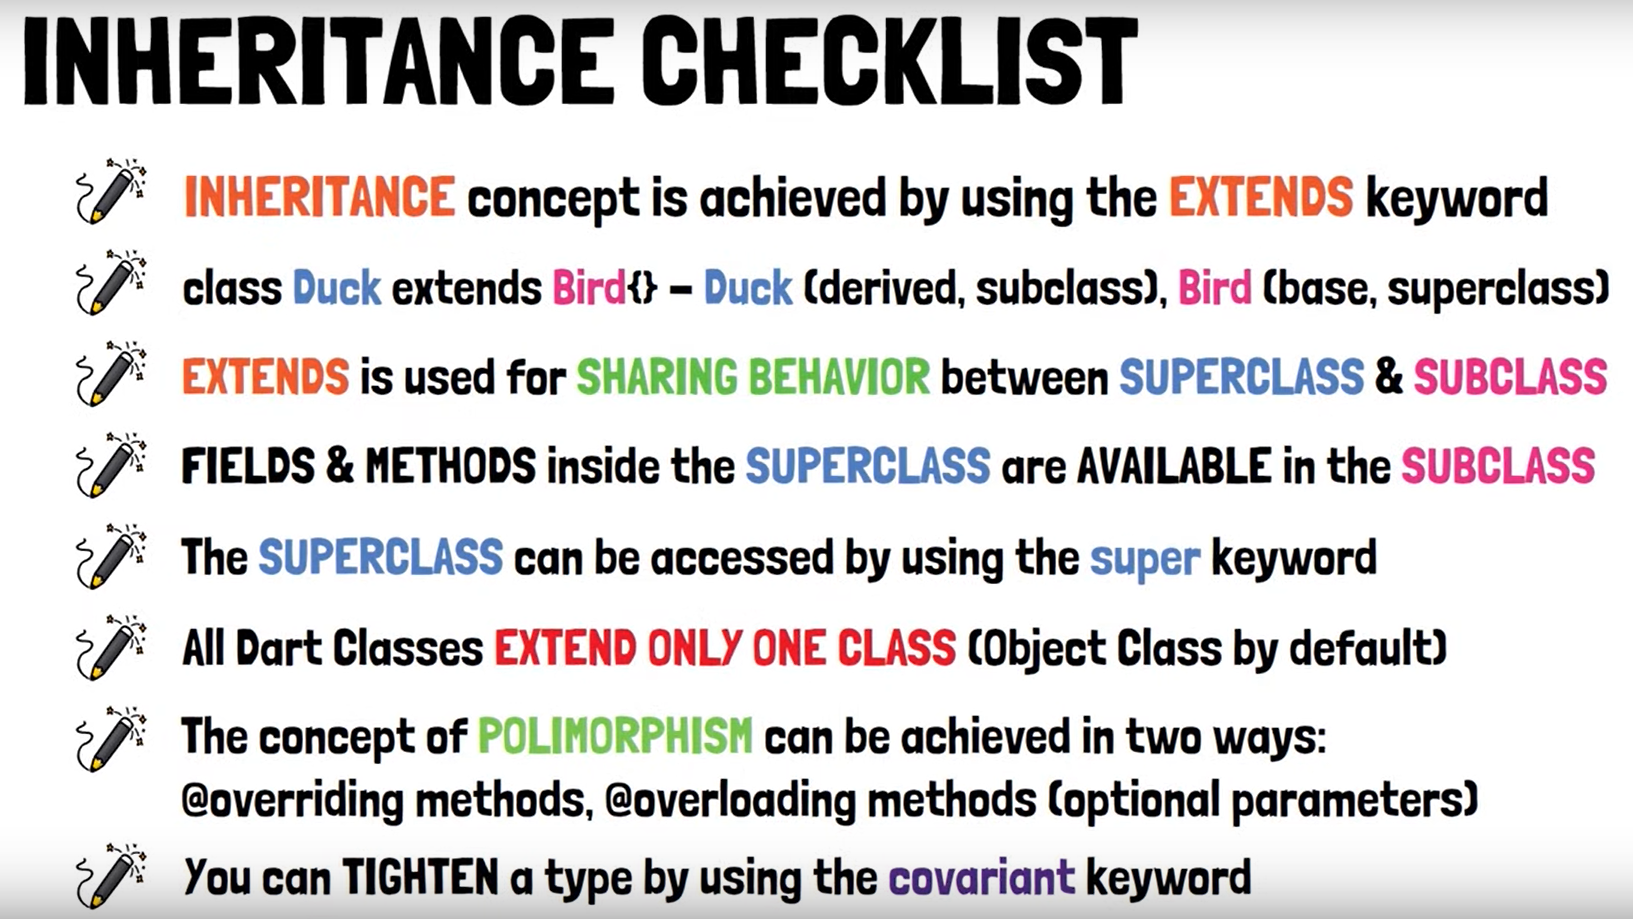 INHERITANCE CHECKLIST
INHERITANCE concept is achieved by using the EXTENDS keyword
class Duck extends Bird{} – Duck (derived, subclass), Bird (base, superclass)
EXTENDS is used for SHARING BEHAVIOR between SUPERCLASS & SUBCLASS
FIELDS & METHODS inside the SUPERCLASS are AVAILABLE in the SUBCLASS
The SUPERCLASS can be accessed by using the super keyword
All Dart Classes EXTEND ONLY ONE CLASS (Object Class by default)
The concept of POLIMORPHISM can be achieved in two ways:
@overriding methods, @overloading methods (optional parameters)
You can TIGHTEN a type by using the covariant keyword